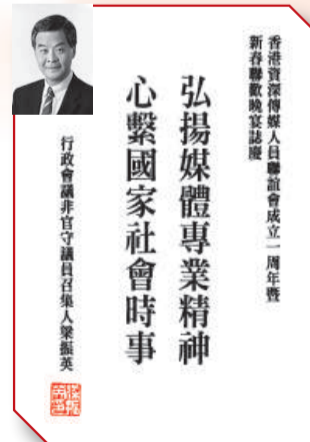 香港資深傳媒人員聯誼會成立一周年暨
新春聯歡晚宴誌慶
弘揚媒體專業精神
心繫國家社會時事
行政會議非官守議員召集人梁振英